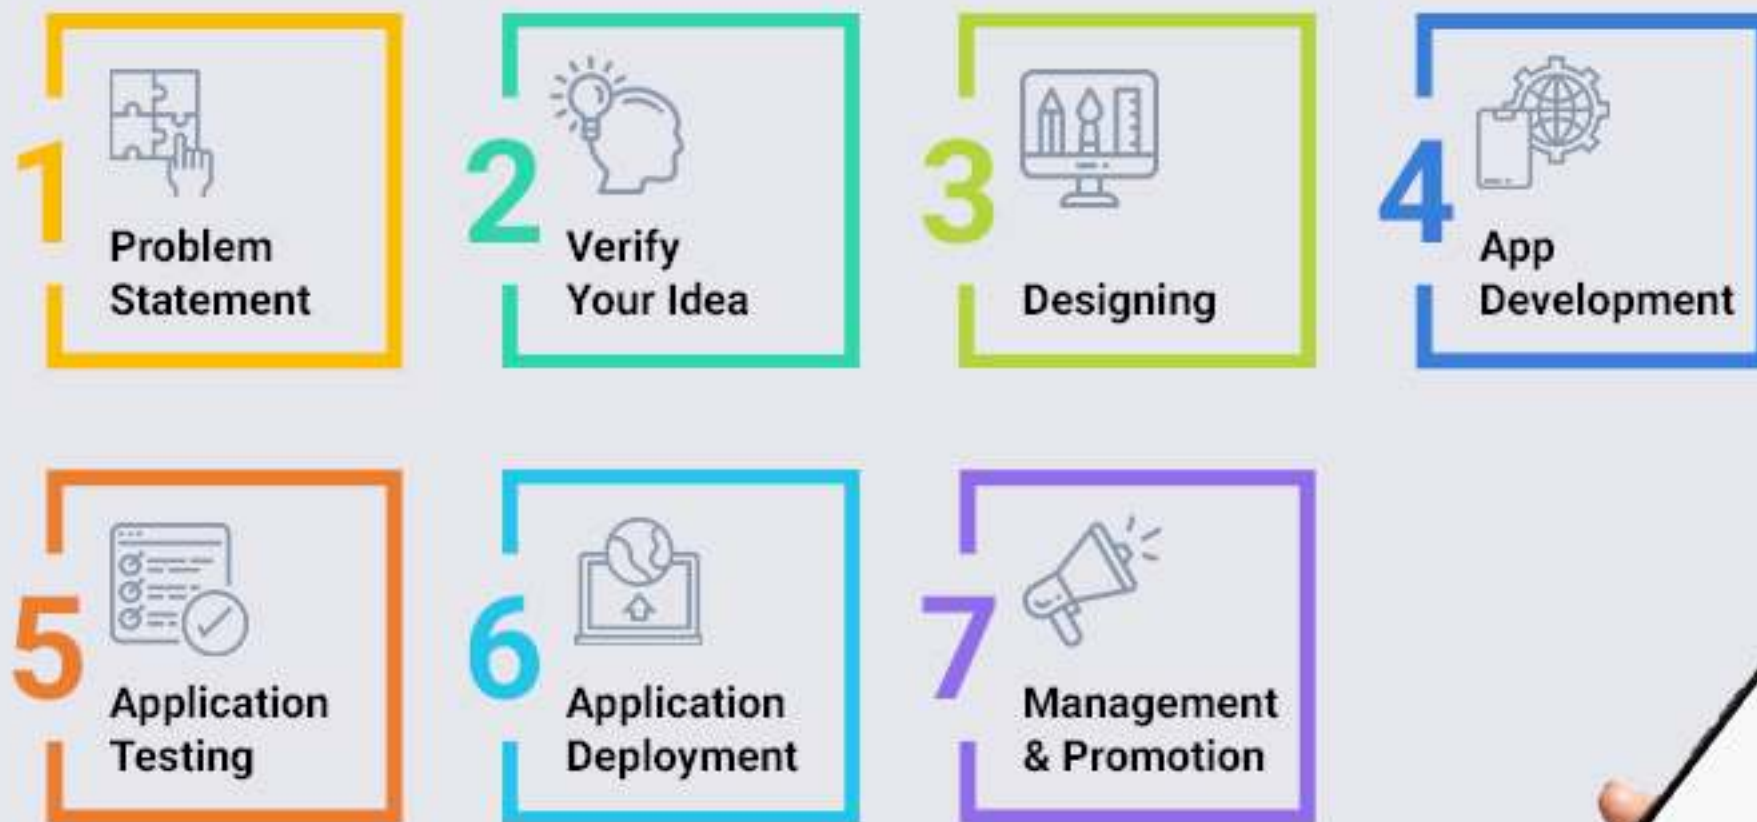 1
Problem
Statement
2
Verify
Your Idea
3
Designing
4
App
Development
5
Application
Testing
6
Application
Deployment
7
Management
& Promotion